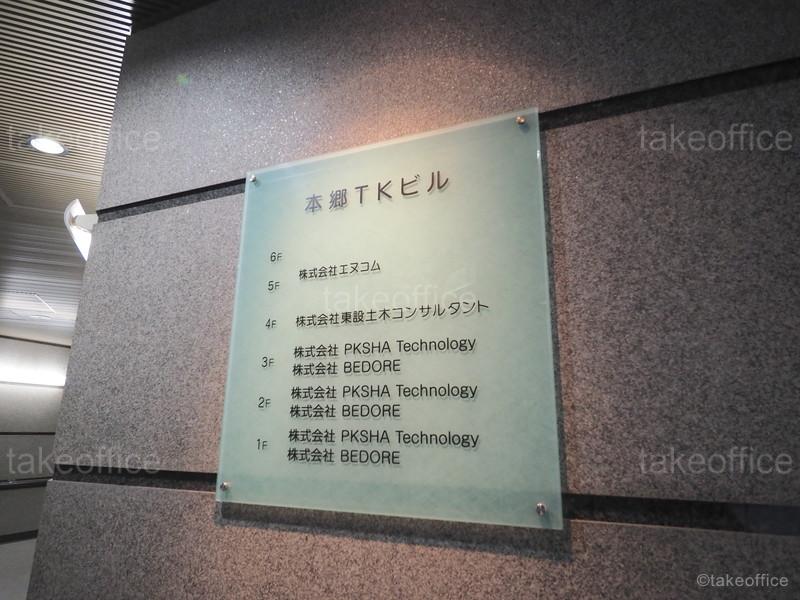 本郷TKビル
6F
株式会社エヌコム
5F
4F 株式会社東設土木コンサルタント
3F 株式会社 PKSHA Technology
株式会社 BEDORE
2F 株式会社 PKSHA Technology
株式会社 BEDORE
1F 株式会社 PKSHA Technology
株式会社 BEDORE
takeoffice
takeoffice
takeoffice
takeoffice
takeoffice
©takeoffice